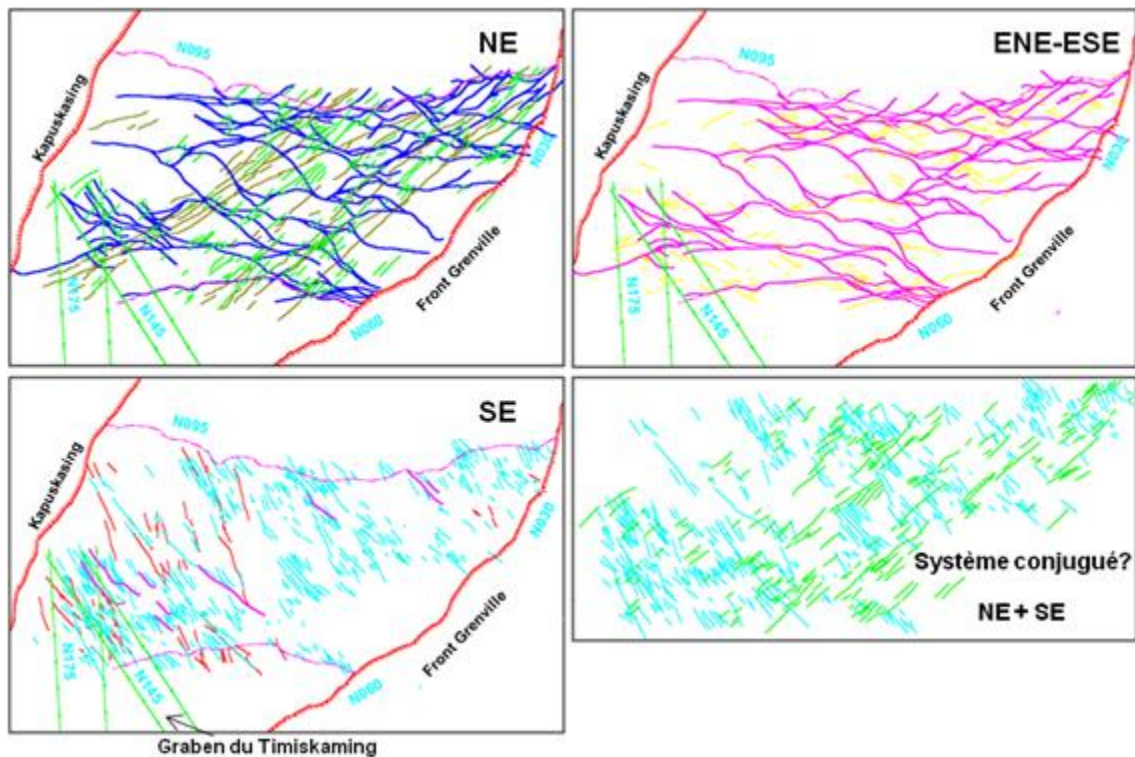 NE
N095
Kapuskasing
N030
N175
N145
Front Grenville
N060
ENE-ESE
N095
Kapuskasing
N030
N175
N145
Front Grenville
N060
SE
N095
Kapuskasing
N030
N175
N145
Front Grenville
N060
Graben du Timiskaming
Système conjugué?
NE + SE